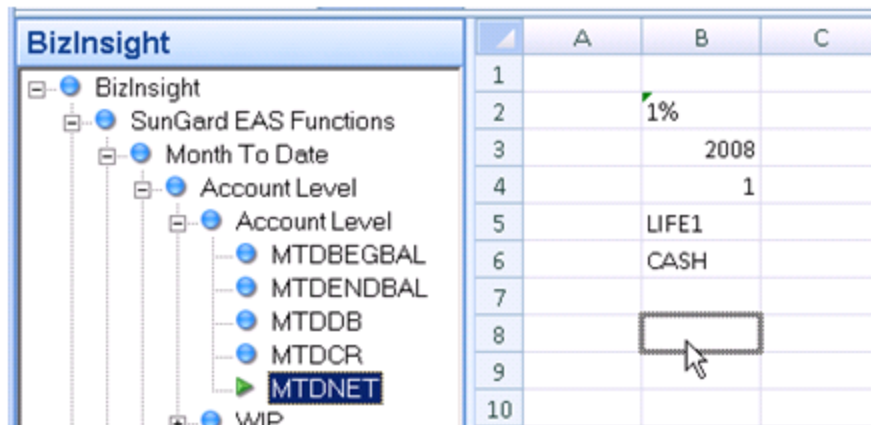 BizInsight
BizInsight
SunGard EAS Functions
Month To Date
Account Level
Account Level
MTDBEGBAL
MTDENDBAL
MTDDB
MTDCR
MTDNET
WIP
A B C
1
2 1%
3 2008
4 1
5 LIFE1
6 CASH
7
8
9
10